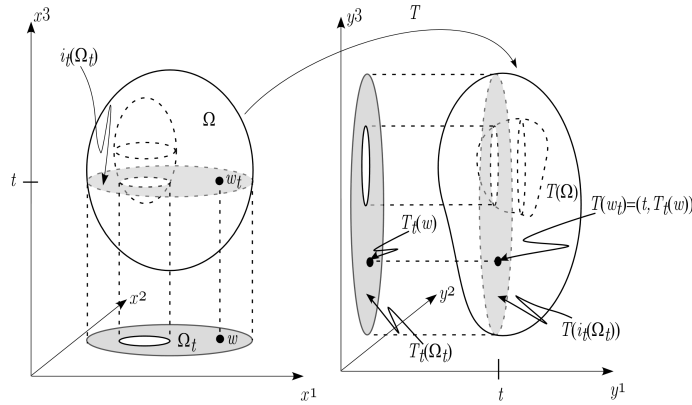 x3
i_t(Ω_t)
Ω
t
w_t
x2
Ω_t
w
x1
T
y3
T(Ω)
T(w_t)=(t, T_t(w))
T_t(w)
y2
T(i_t(Ω_t))
T_t(Ω_t)
t
y1